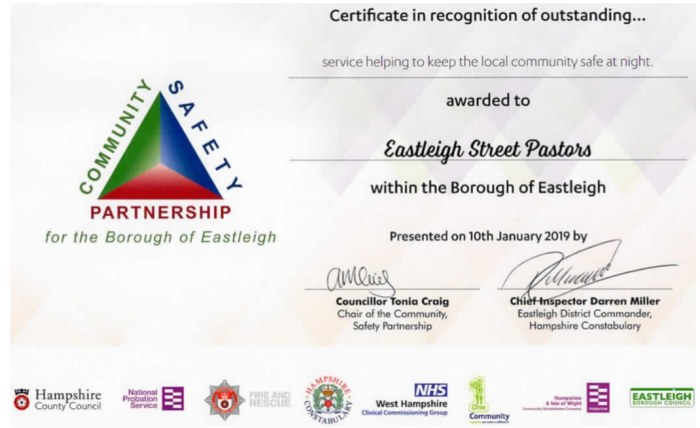 Certificate in recognition of outstanding...
service helping to keep the local community safe at night.
awarded to
Eastleigh Street Pastors
within the Borough of Eastleigh
Presented on 10th January 2019 by
COMMUNITY
SAFETY
PARTNERSHIP
for the Borough of Eastleigh
Councillor Tonia Craig
Chair of the Community,
Safety Partnership
Chief Inspector Darren Miller
Eastleigh District Commander,
Hampshire Constabulary
Hampshire
County Council
National
Probation
Service
FIRE AND
RESCUE
HAMPSHIRE
CONSTABULARY
NHS
West Hampshire
Clinical Commissioning Group
One
Community
Hampshire
& Isle of Wight
Community Rehabilitation Company
EASTLEIGH
BOROUGH COUNCIL